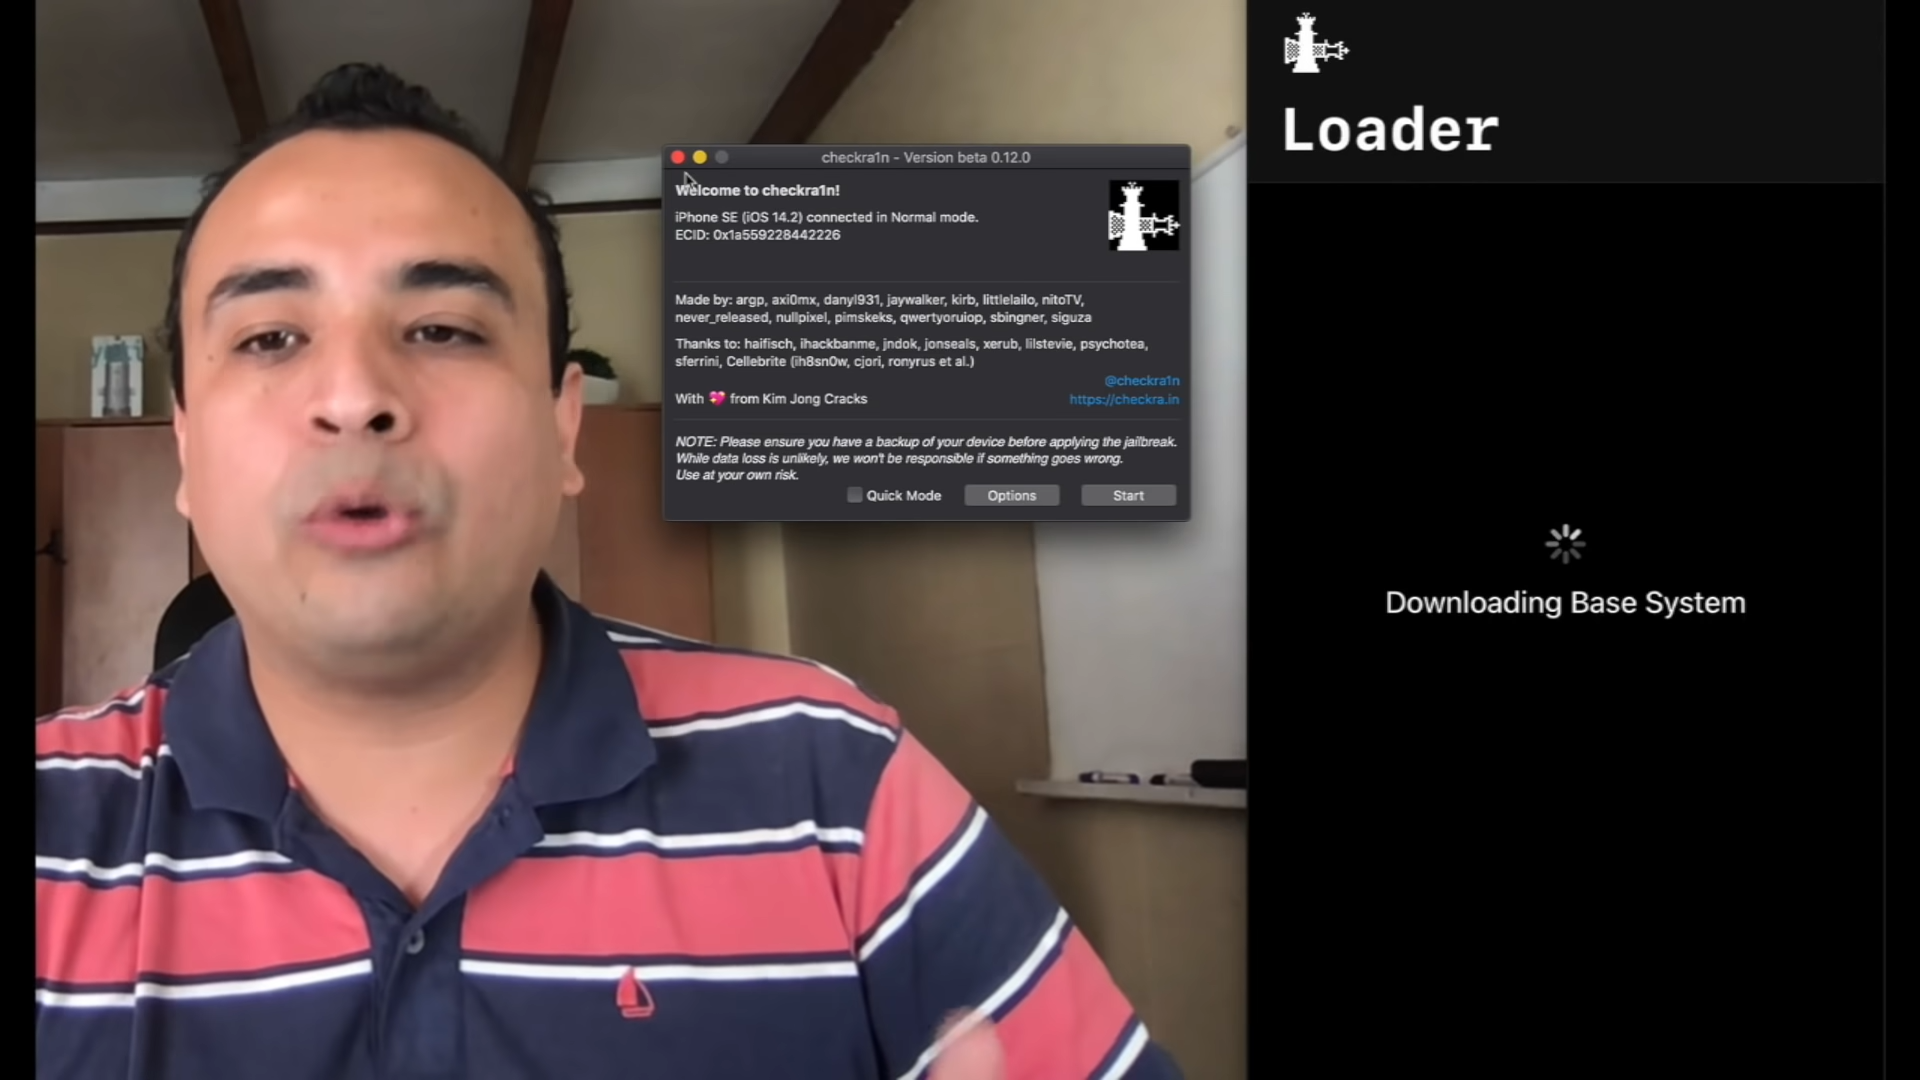 checkra1n - Version beta 0.12.0
Welcome to checkra1n!
iPhone SE (iOS 14.2) connected in Normal mode.
ECID: 0x1a559228442226
Made by: argp, axi0mx, danyl931, jaywalker, kirb, littlelailo, nitoTV,
never_released, nullpixel, pimskeks, qwertyoruiop, sbingner, siguza
Thanks to: haifisch, ihackbanme, jndok, jonseals, xerub, lilstevie, psychotea,
sferrini, Cellebrite (ih8sn0w, cjori, ronyrus et al.)
@checkra1n
With 💖 from Kim Jong Cracks
https://checkra.in
NOTE: Please ensure you have a backup of your device before applying the jailbreak.
While data loss is unlikely, we won't be responsible if something goes wrong.
Use at your own risk.
Quick Mode
Options
Start
Loader
Downloading Base System